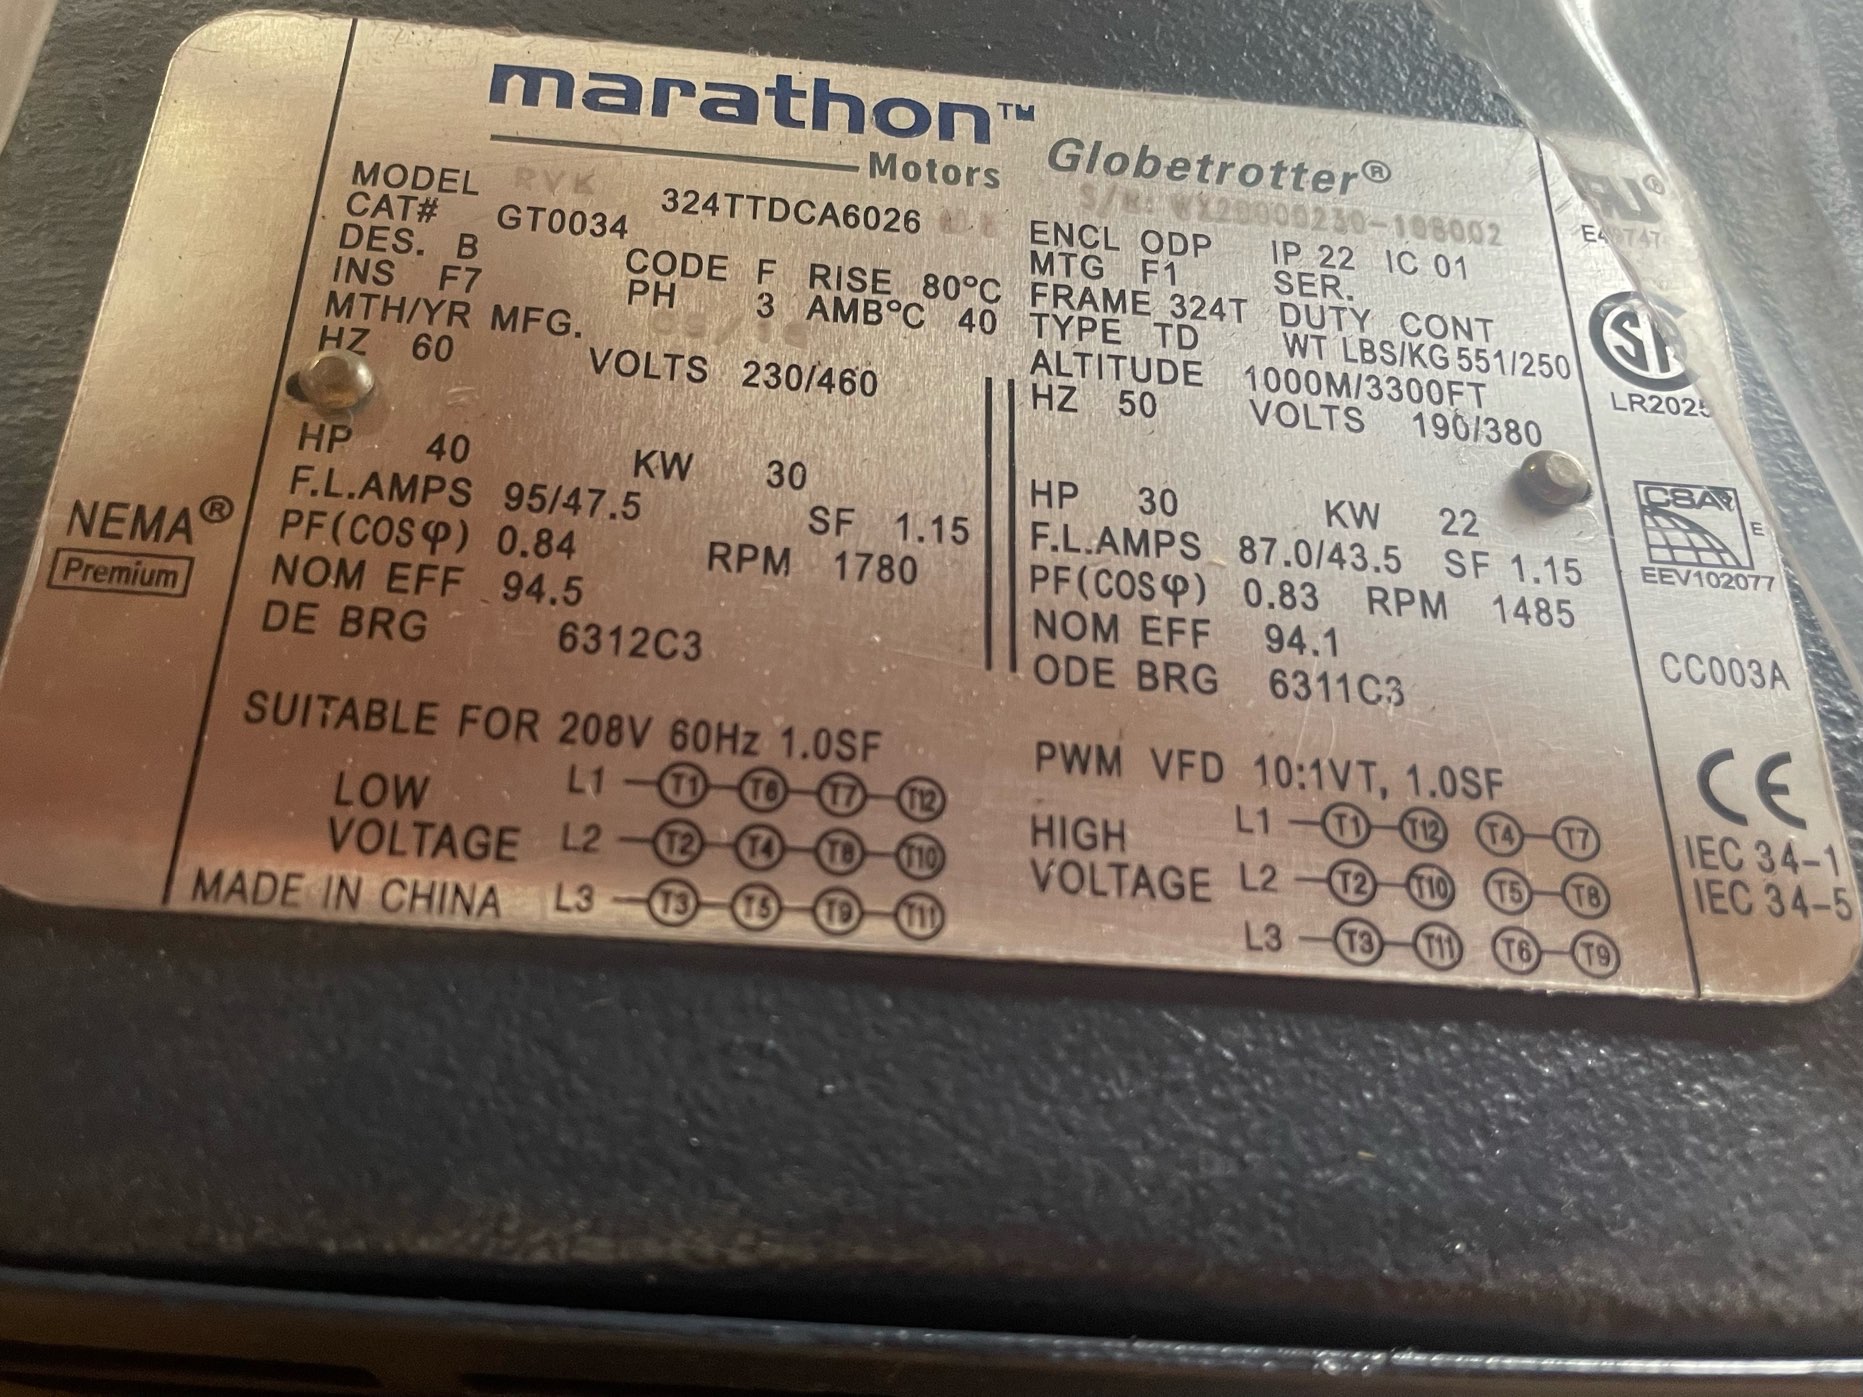 marathon™
Motors Globetrotter®
MODEL RVK 324TTDCA6026
CAT# GT0034
DES. B CODE F RISE 80°C
INS F7 PH 3 AMB°C 40
MTH/YR MFG.
HZ 60 VOLTS 230/460
HP 40 KW 30
F.L.AMPS 95/47.5 SF 1.15
PF(COSφ) 0.84 RPM 1780
NOM EFF 94.5
DE BRG 6312C3
ENCL ODP IP 22 IC 01
MTG F1 SER.
FRAME 324T DUTY CONT
TYPE TD WT LBS/KG 551/250
ALTITUDE 1000M/3300FT
HZ 50 VOLTS 190/380
HP 30 KW 22
F.L.AMPS 87.0/43.5 SF 1.15
PF(COSφ) 0.83 RPM 1485
NOM EFF 94.1
ODE BRG 6311C3
SUITABLE FOR 208V 60Hz 1.0SF
PWM VFD 10:1VT, 1.0SF
LOW VOLTAGE
L1 T1 T6 T7 T12
L2 T2 T4 T8 T10
L3 T3 T5 T9 T11
MADE IN CHINA
HIGH VOLTAGE
L1 T1 T12 T4 T7
L2 T2 T10 T5 T8
L3 T3 T11 T6 T9
NEMA®
Premium
CSA
E
EEV102077
CC003A
CE
IEC 34-1
IEC 34-5